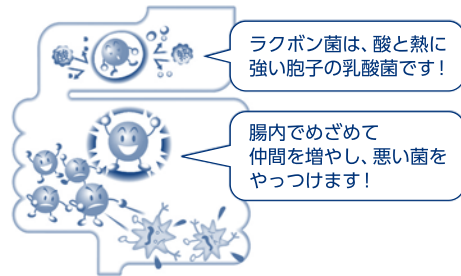 ラクボン菌は、酸と熱に
強い胞子の乳酸菌です！
腸内でめざめて
仲間を増やし、悪い菌を
やっつけます！